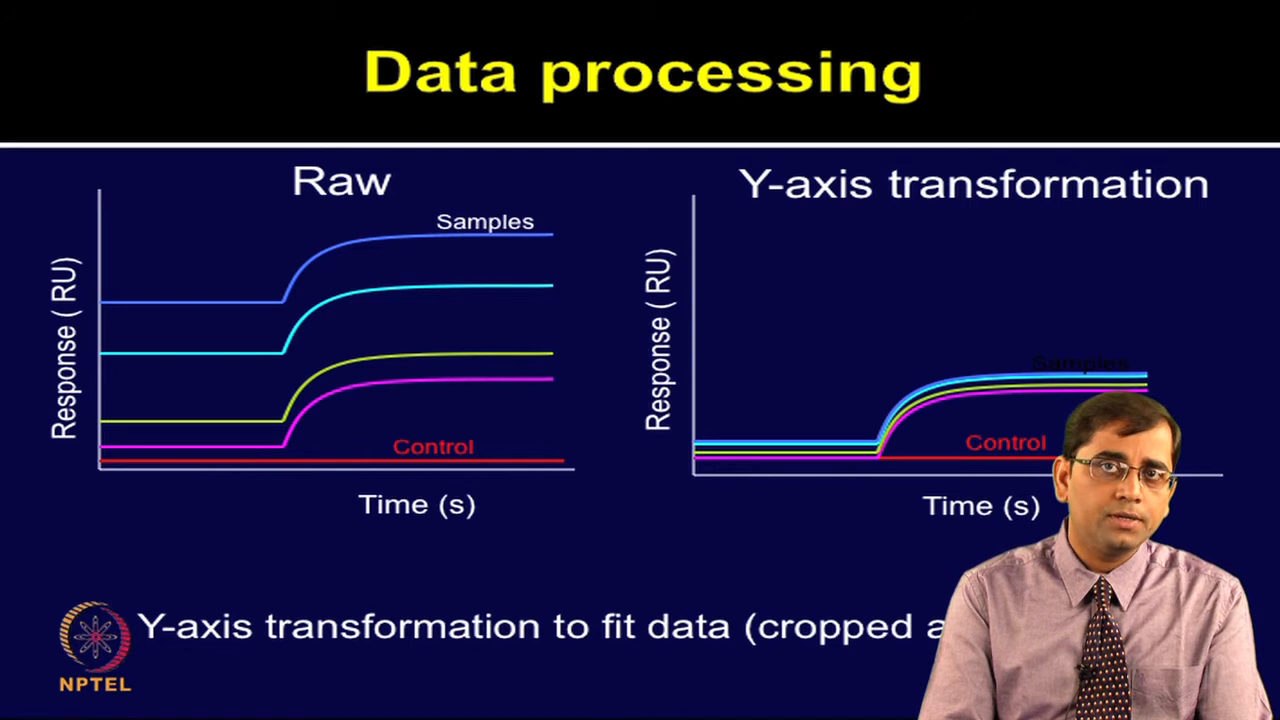 Data processing
Raw
Samples
Response ( RU)
Control
Time (s)
Y-axis transformation
Response ( RU)
Samples
Control
Time (s)
Y-axis transformation to fit data (cropped
NPTEL